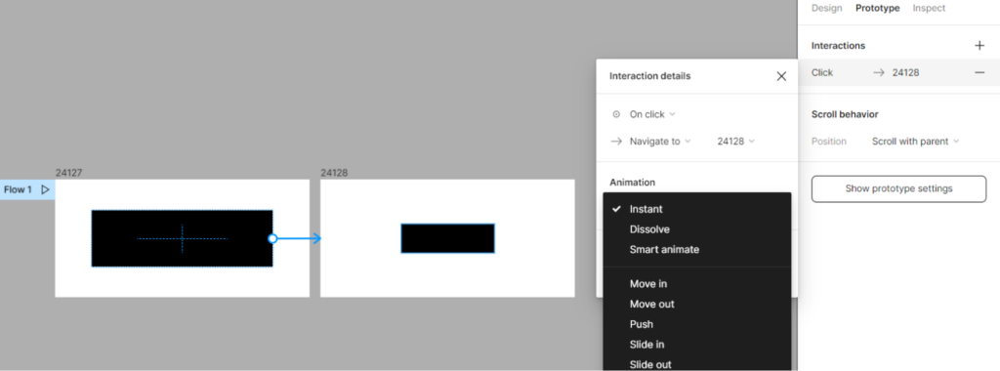 Design Prototype Inspect
Interactions
Click 24128
Scroll behavior
Position Scroll with parent
Show prototype settings
Interaction details
On click
Navigate to 24128
Animation
Instant
Dissolve
Smart animate
Move in
Move out
Push
Slide in
Slide out
24127
24128
Flow 1